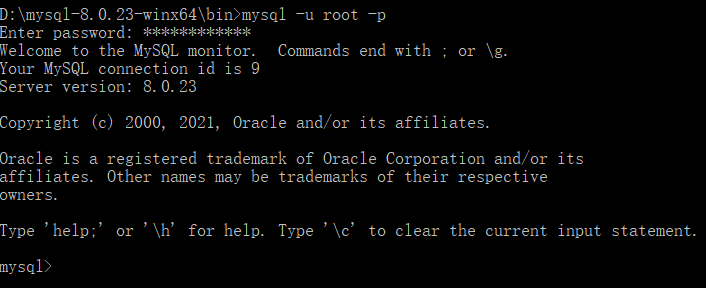 D:\mysql-8.0.23-winx64\bin>mysql -u root -p
Enter password: ************
Welcome to the MySQL monitor.  Commands end with ; or \g.
Your MySQL connection id is 9
Server version: 8.0.23
Copyright (c) 2000, 2021, Oracle and/or its affiliates.
Oracle is a registered trademark of Oracle Corporation and/or its
affiliates. Other names may be trademarks of their respective
owners.
Type 'help;' or '\h' for help. Type '\c' to clear the current input statement.
mysql>